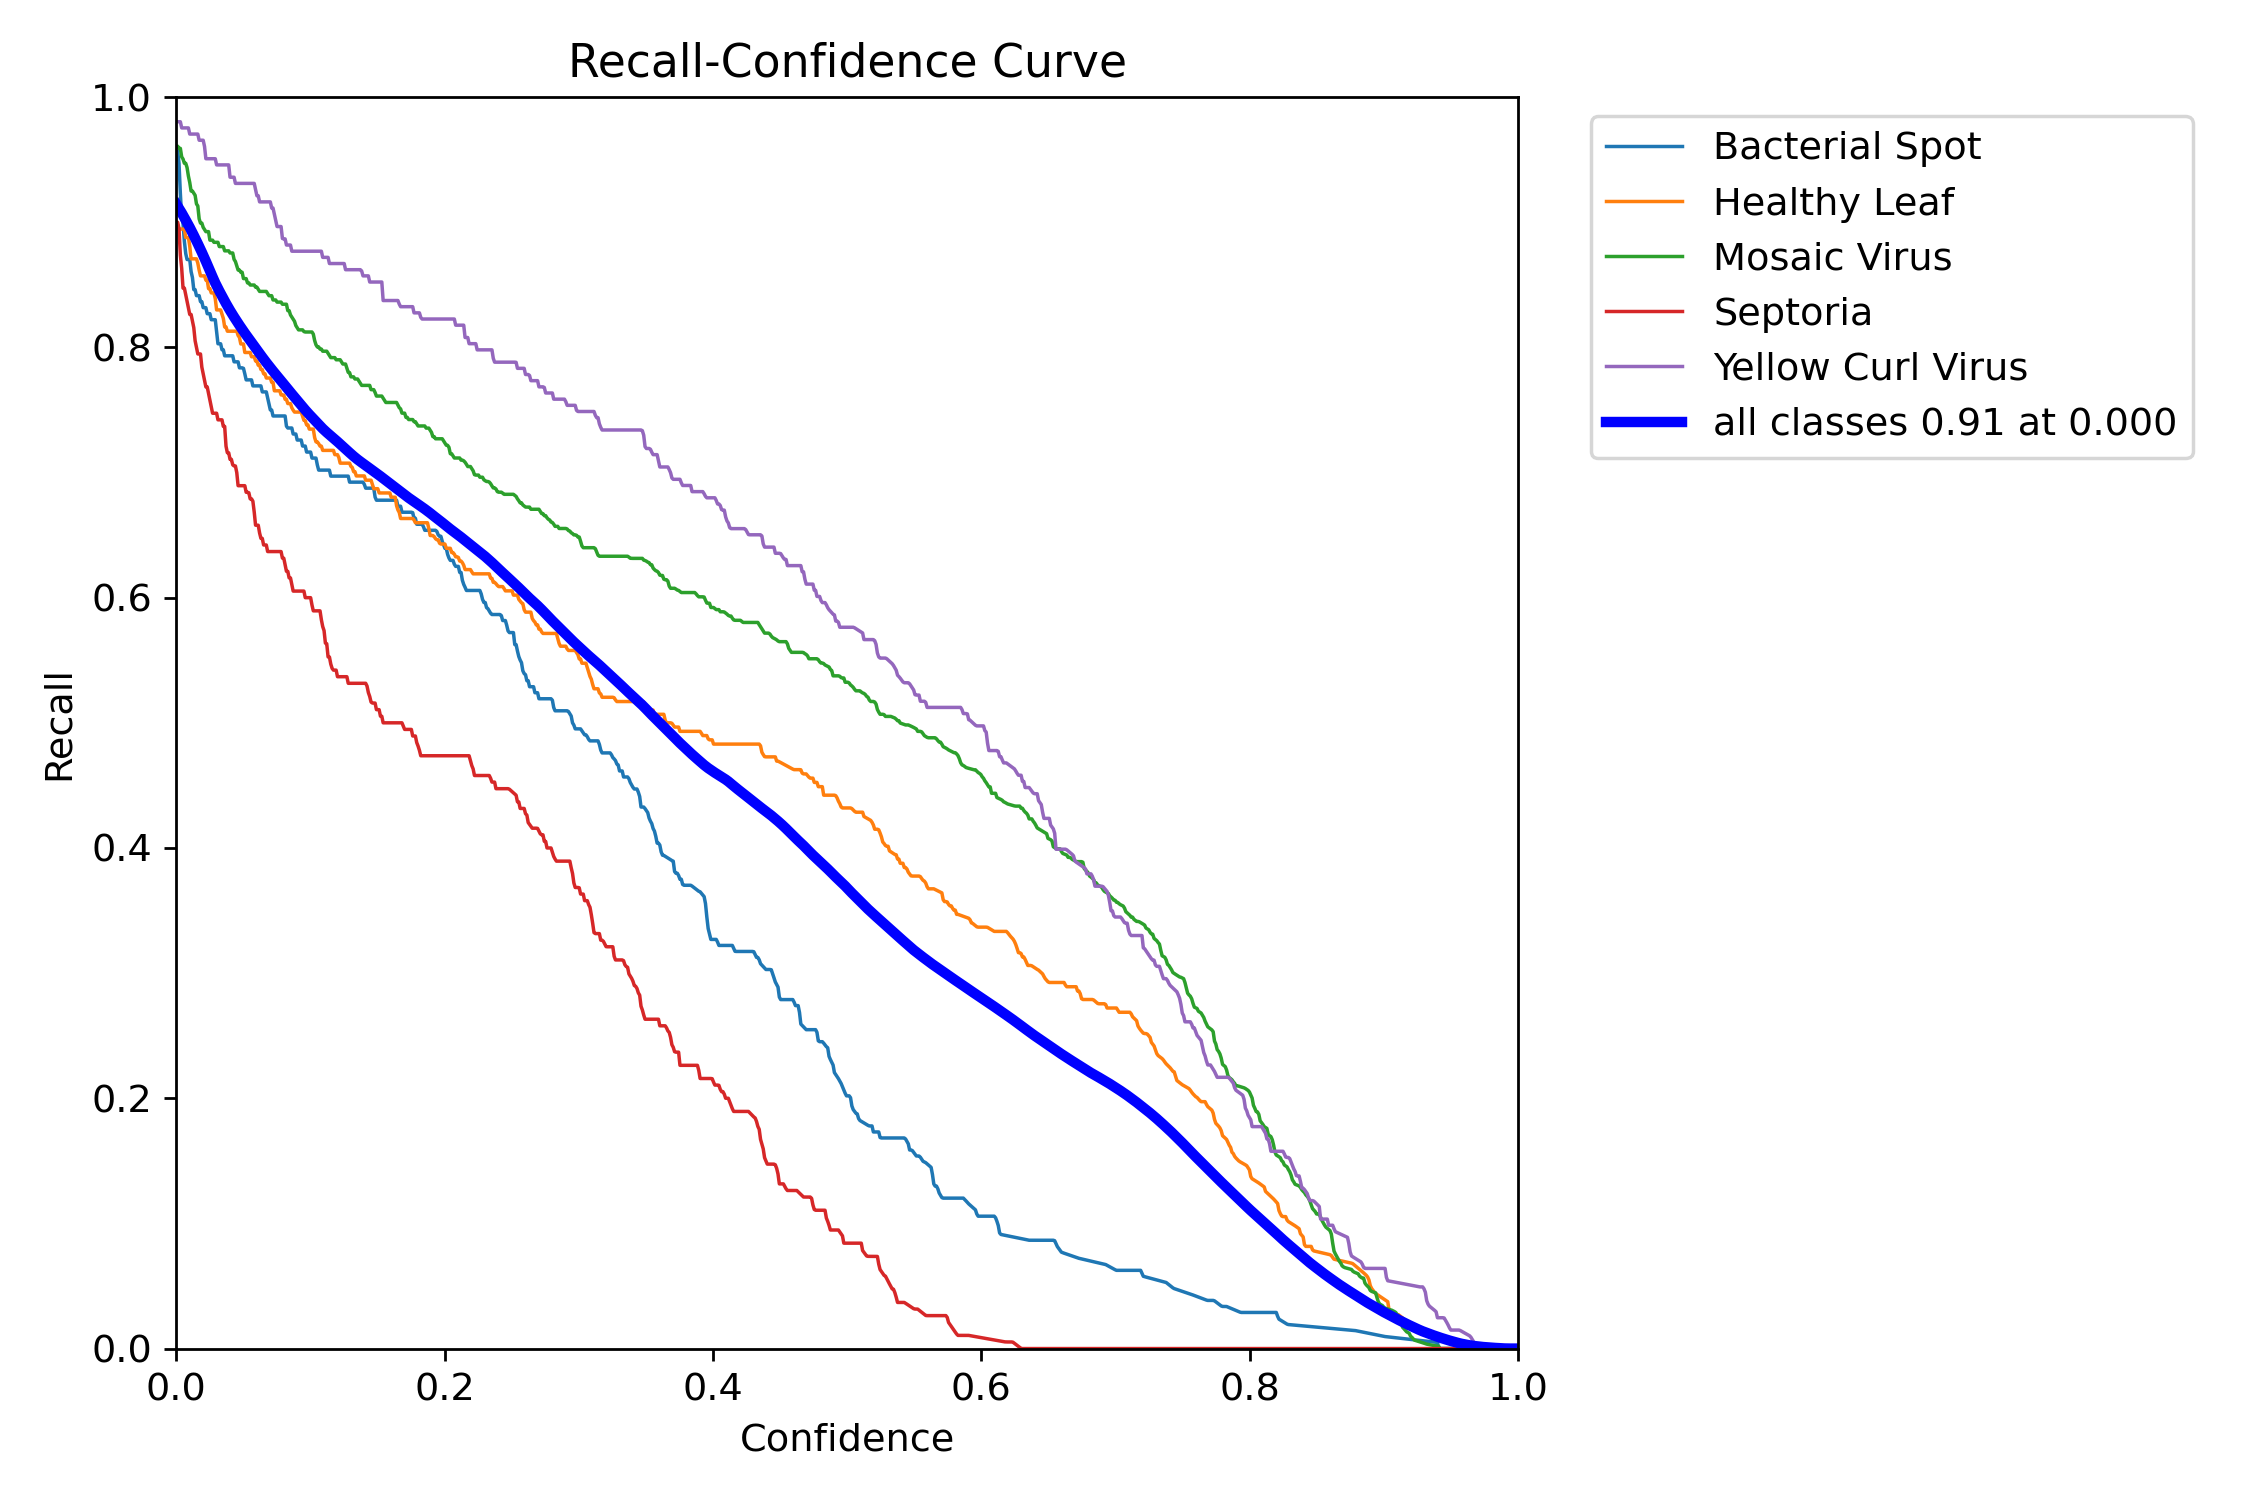 Recall-Confidence Curve
1.0
0.8
0.6
0.4
0.2
0.0
Recall
0.0 0.2 0.4 0.6 0.8 1.0
Confidence
Bacterial Spot
Healthy Leaf
Mosaic Virus
Septoria
Yellow Curl Virus
all classes 0.91 at 0.000